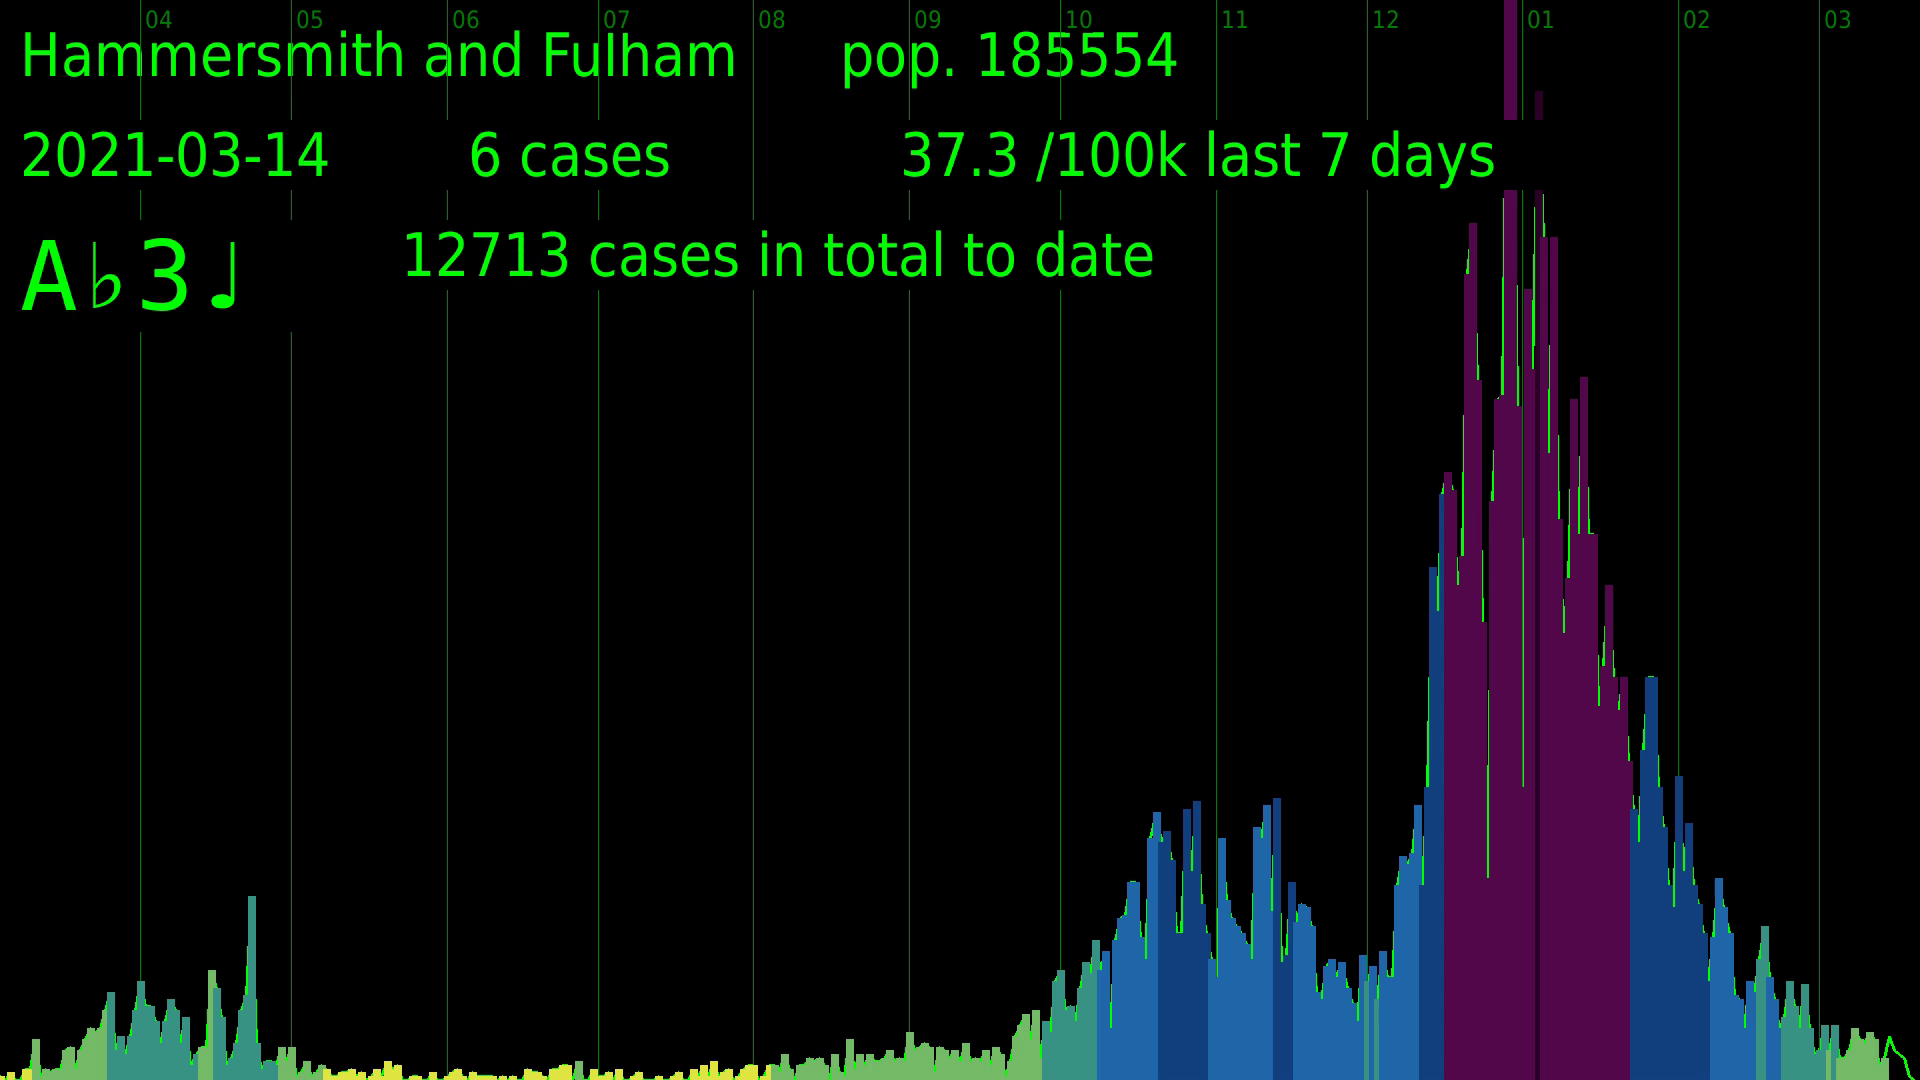 04 05 06 07 08 09 10 11 12 01 02 03
Hammersmith and Fulham pop. 185554
2021-03-14 6 cases 37.3 /100k last 7 days
A♭3♩ 12713 cases in total to date